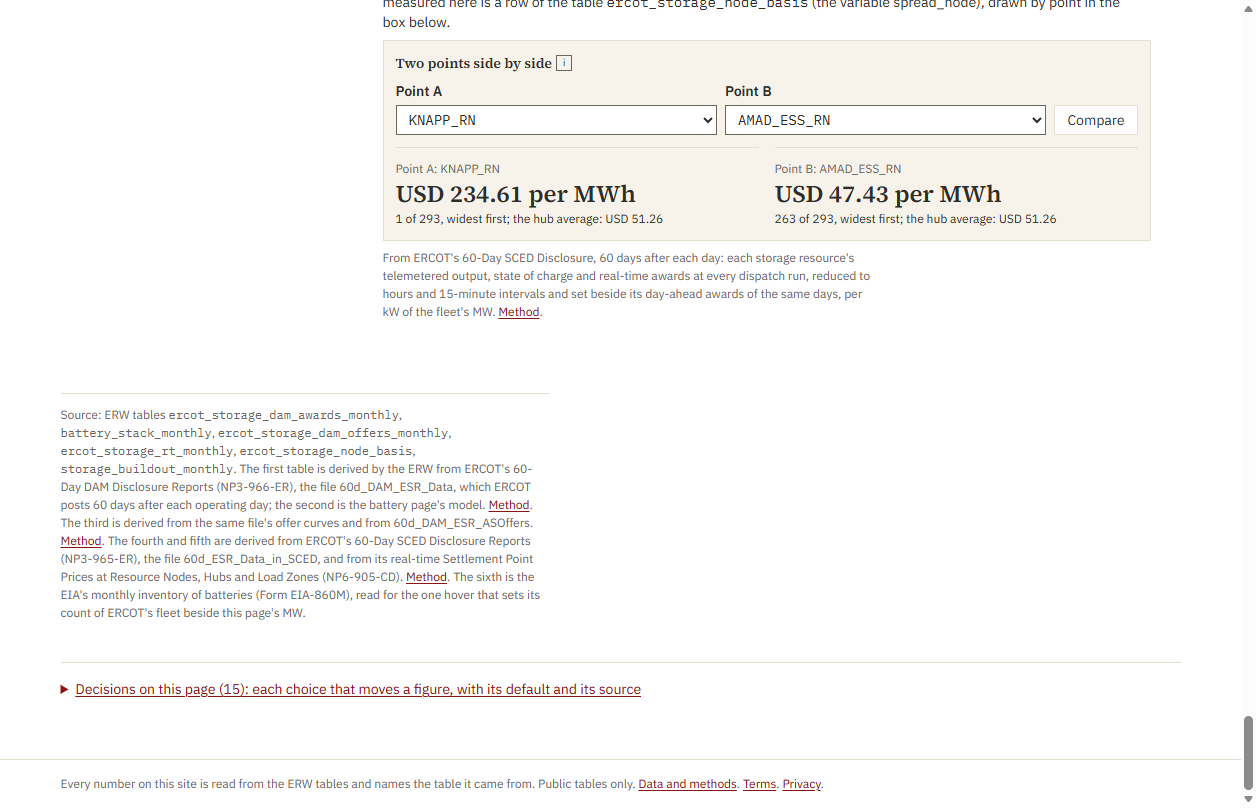 measured here is a row of the table ercot_storage_node_basis (the variable spread_node), drawn by point in the
box below.
Two points side by side i
Point A
Point B
KNAPP_RN
AMAD_ESS_RN
Compare
Point A: KNAPP_RN
USD 234.61 per MWh
1 of 293, widest first; the hub average: USD 51.26
Point B: AMAD_ESS_RN
USD 47.43 per MWh
263 of 293, widest first; the hub average: USD 51.26
From ERCOT's 60-Day SCED Disclosure, 60 days after each day: each storage resource's
telemetered output, state of charge and real-time awards at every dispatch run, reduced to
hours and 15-minute intervals and set beside its day-ahead awards of the same days, per
kW of the fleet's MW. Method.
Source: ERW tables ercot_storage_dam_awards_monthly,
battery_stack_monthly, ercot_storage_dam_offers_monthly,
ercot_storage_rt_monthly, ercot_storage_node_basis,
storage_buildout_monthly. The first table is derived by the ERW from ERCOT's 60-
Day DAM Disclosure Reports (NP3-966-ER), the file 60d_DAM_ESR_Data, which ERCOT
posts 60 days after each operating day; the second is the battery page's model. Method.
The third is derived from the same file's offer curves and from 60d_DAM_ESR_ASOffers.
Method. The fourth and fifth are derived from ERCOT's 60-Day SCED Disclosure Reports
(NP3-965-ER), the file 60d_ESR_Data_in_SCED, and from its real-time Settlement Point
Prices at Resource Nodes, Hubs and Load Zones (NP6-905-CD). Method. The sixth is the
EIA's monthly inventory of batteries (Form EIA-860M), read for the one hover that sets its
count of ERCOT's fleet beside this page's MW.
Decisions on this page (15): each choice that moves a figure, with its default and its source
Every number on this site is read from the ERW tables and names the table it came from. Public tables only. Data and methods. Terms. Privacy.